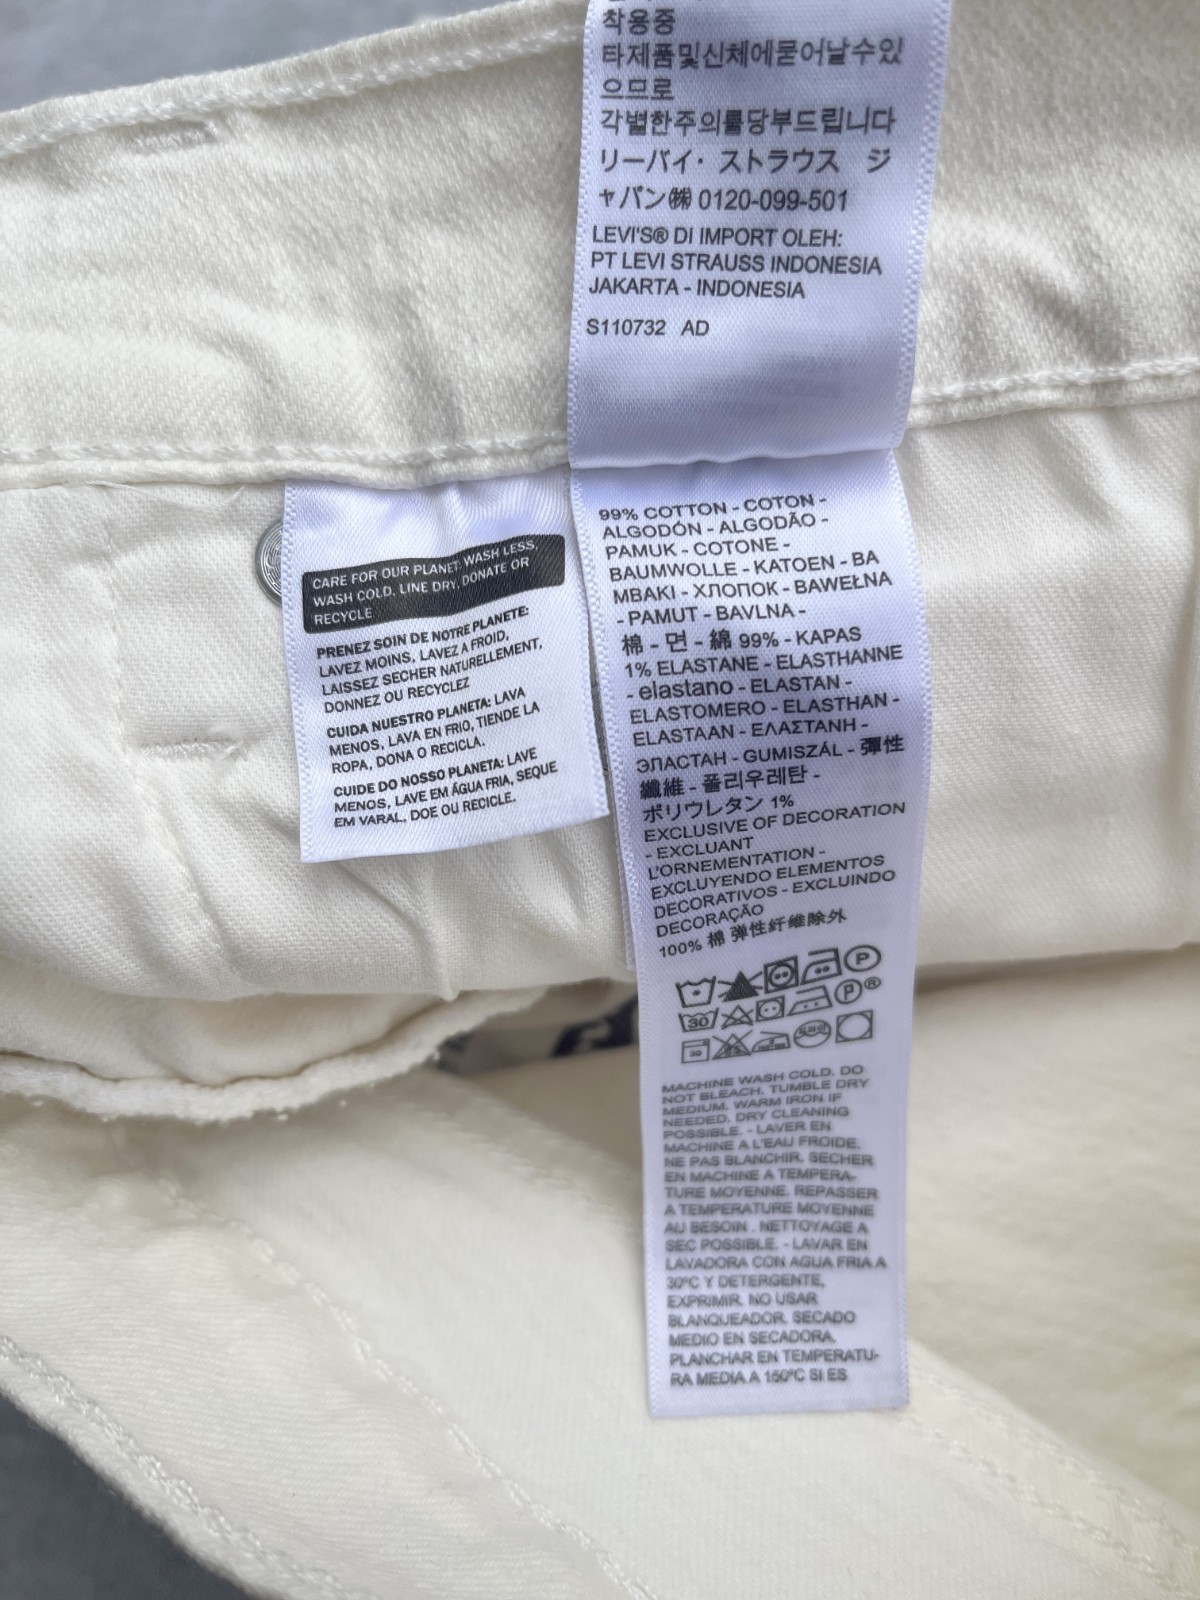 착용중
타제품및신체에묻어날수있
으므로
각별한주의를당부드립니다
リーバイ・ストラウス ジ
ャパン㈱ 0120-099-501
LEVI'S® DI IMPORT OLEH:
PT LEVI STRAUSS INDONESIA
JAKARTA - INDONESIA
S110732 AD
CARE FOR OUR PLANET: WASH LESS,
WASH COLD, LINE DRY, DONATE OR
RECYCLE
PRENEZ SOIN DE NOTRE PLANETE:
LAVEZ MOINS, LAVEZ A FROID,
LAISSEZ SECHER NATURELLEMENT,
DONNEZ OU RECYCLEZ
CUIDA NUESTRO PLANETA: LAVA
MENOS, LAVA EN FRIO, TIENDE LA
ROPA, DONA O RECICLA.
CUIDE DO NOSSO PLANETA: LAVE
MENOS, LAVE EM ÁGUA FRIA, SEQUE
EM VARAL, DOE OU RECICLE.
99% COTTON - COTON -
ALGODÓN - ALGODÃO -
PAMUK - COTONE -
BAUMWOLLE - KATOEN - BA
MBAKI - ХЛОПОК - BAWEŁNA
- PAMUT - BAVLNA -
棉 - 면 - 綿 99% - KAPAS
1% ELASTANE - ELASTHANNE
- elastano - ELASTAN -
ELASTOMERO - ELASTHAN -
ELASTAAN - ΕΛΑΣΤΑΝΗ -
ЭЛАСТАН - GUMISZÁL - 彈性
纖維 - 폴리우레탄 -
ポリウレタン 1%
EXCLUSIVE OF DECORATION
- EXCLUANT
L'ORNEMENTATION -
EXCLUYENDO ELEMENTOS
DECORATIVOS - EXCLUINDO
DECORAÇÃO
100% 棉 弹性纤维除外
P
30 P ®
30
MACHINE WASH COLD. DO
NOT BLEACH. TUMBLE DRY
MEDIUM. WARM IRON IF
NEEDED. DRY CLEANING
POSSIBLE. - LAVER EN
MACHINE A L'EAU FROIDE.
NE PAS BLANCHIR. SECHER
EN MACHINE A TEMPERA-
TURE MOYENNE. REPASSER
A TEMPERATURE MOYENNE
AU BESOIN . NETTOYAGE A
SEC POSSIBLE. - LAVAR EN
LAVADORA CON AGUA FRIA A
30ºC Y DETERGENTE,
EXPRIMIR. NO USAR
BLANQUEADOR. SECADO
MEDIO EN SECADORA.
PLANCHAR EN TEMPERATU-
RA MEDIA A 150ºC SI ES